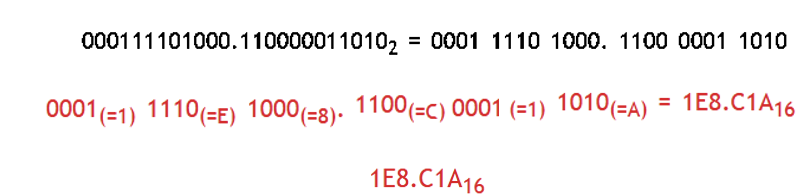 000111101000.110000011010₂ = 0001 1110 1000. 1100 0001 1010
0001₍₌₁₎ 1110(=E) 1000₍₌₈₎. 1100(=C) 0001 ₍₌₁₎ 1010(=A) = 1E8.C1A₁₆
1E8.C1A₁₆